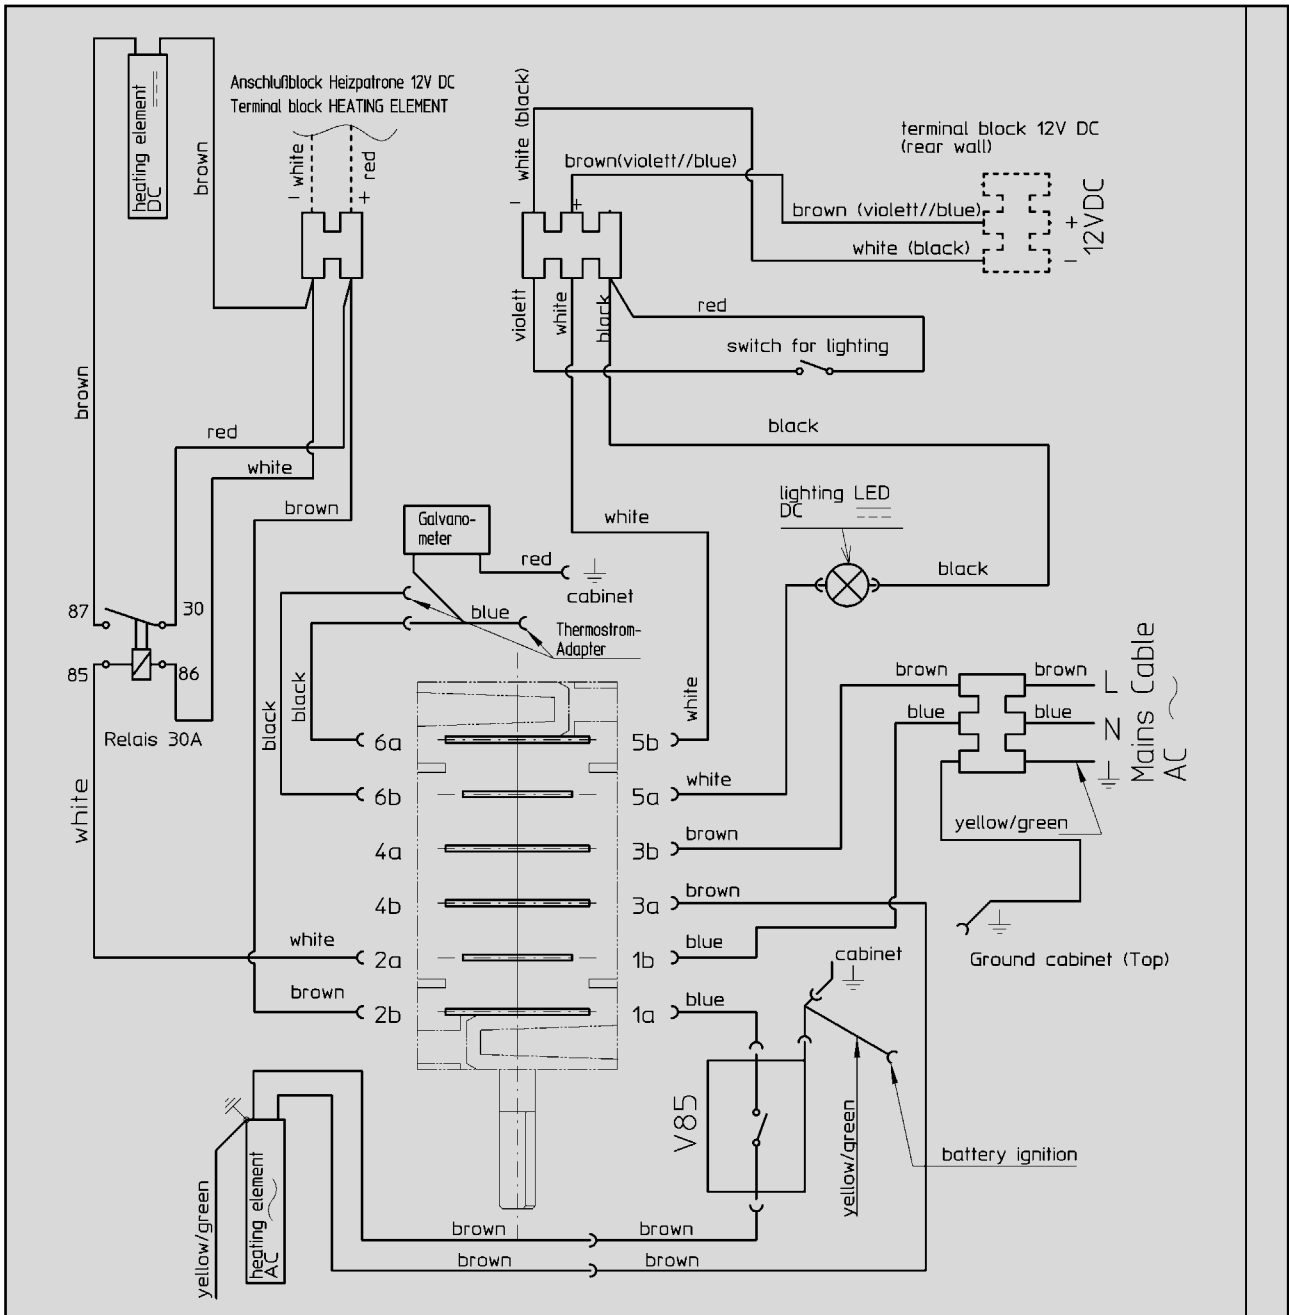 heating element
DC
brown
Anschlußblock Heizpatrone 12V DC
Terminal block HEATING ELEMENT
white
red
-
+
white (black)
brown(violett//blue)
terminal block 12V DC
(rear wall)
-
+
brown (violett//blue)
white (black)
+
-
12VDC
violett
white
black
red
switch for lighting
brown
red
white
brown
black
Galvano-
meter
red
cabinet
white
lighting LED
DC
black
87
30
85
86
Relais 30A
blue
Thermostrom-
Adapter
black
black
white
brown
brown
L
blue
blue
N
Mains Cable
AC
yellow/green
Ground cabinet (Top)
white
6a
5b
6b
5a
white
4a
3b
brown
4b
3a
brown
white
2a
1b
blue
brown
2b
1a
blue
cabinet
V85
yellow/green
battery ignition
yellow/green
heating element
AC
brown
brown
brown
brown